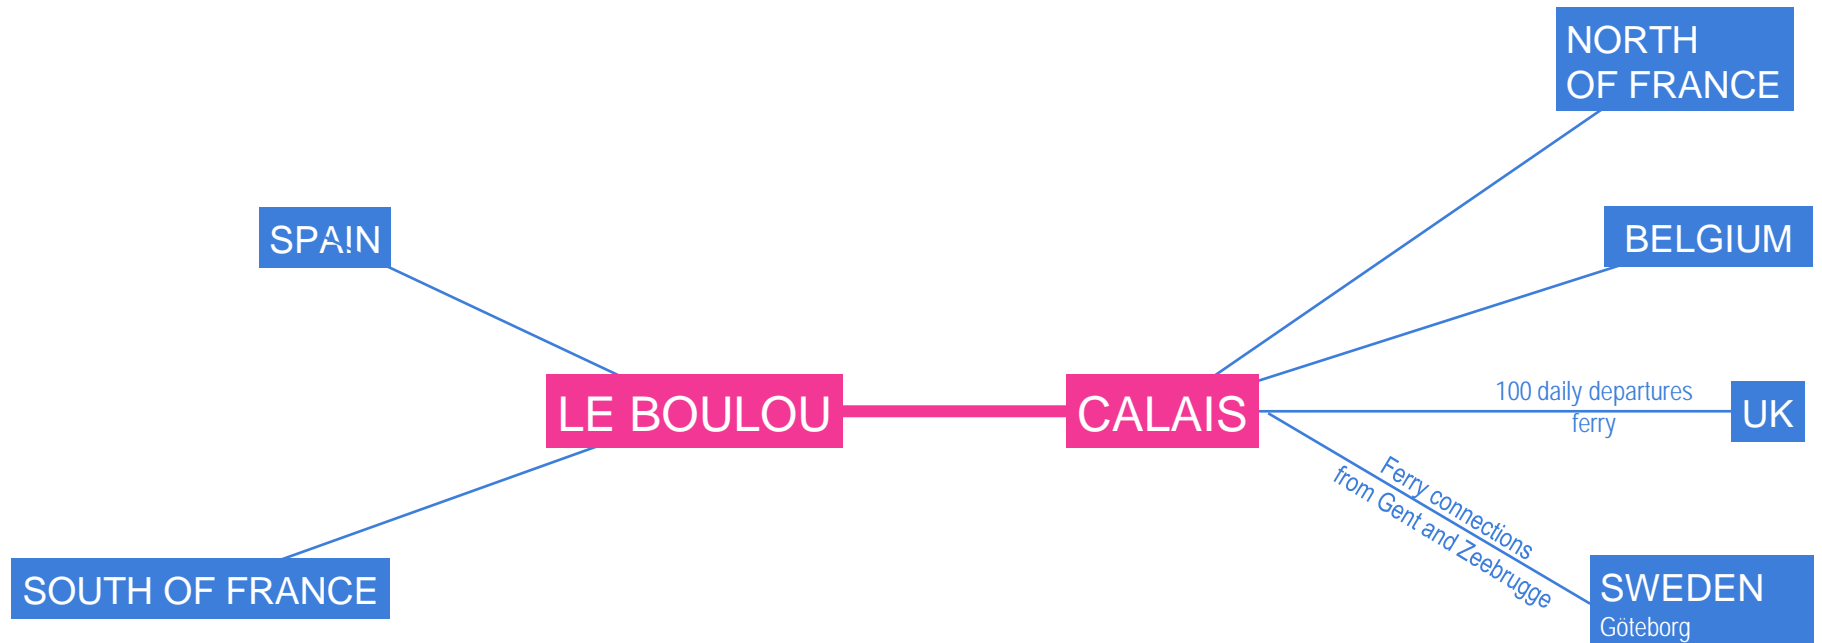 NORTH
OF FRANCE
SPAIN
BELGIUM
LE BOULOU
CALAIS
100 daily departures
ferry
UK
Ferry connections
from Gent and Zeebrugge
SOUTH OF FRANCE
SWEDEN
Göteborg